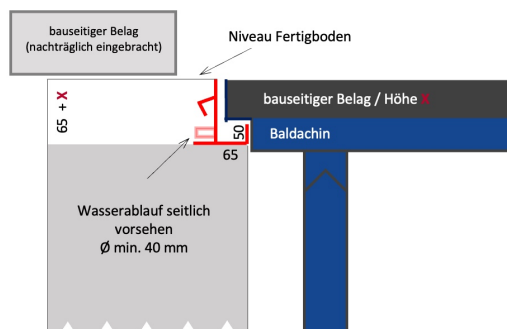 bauseitiger Belag
(nachträglich eingebracht)
Niveau Fertigboden
65 + X
bauseitiger Belag / Höhe X
50
Baldachin
65
Wasserablauf seitlich
vorsehen
Ø min. 40 mm